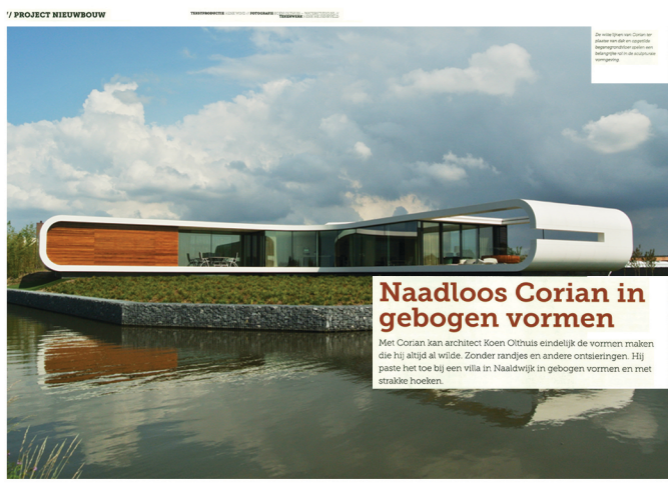 // PROJECT NIEUWBOUW
Naadloos Corian in
gebogen vormen
Met Corian kan architect Koen Olthuis eindelijk de vormen maken
die hij altijd al wilde. Zonder randjes en andere ontsieringen. Hij
paste het toe bij een villa in Naaldwijk in gebogen vormen en met
strakke hoeken.